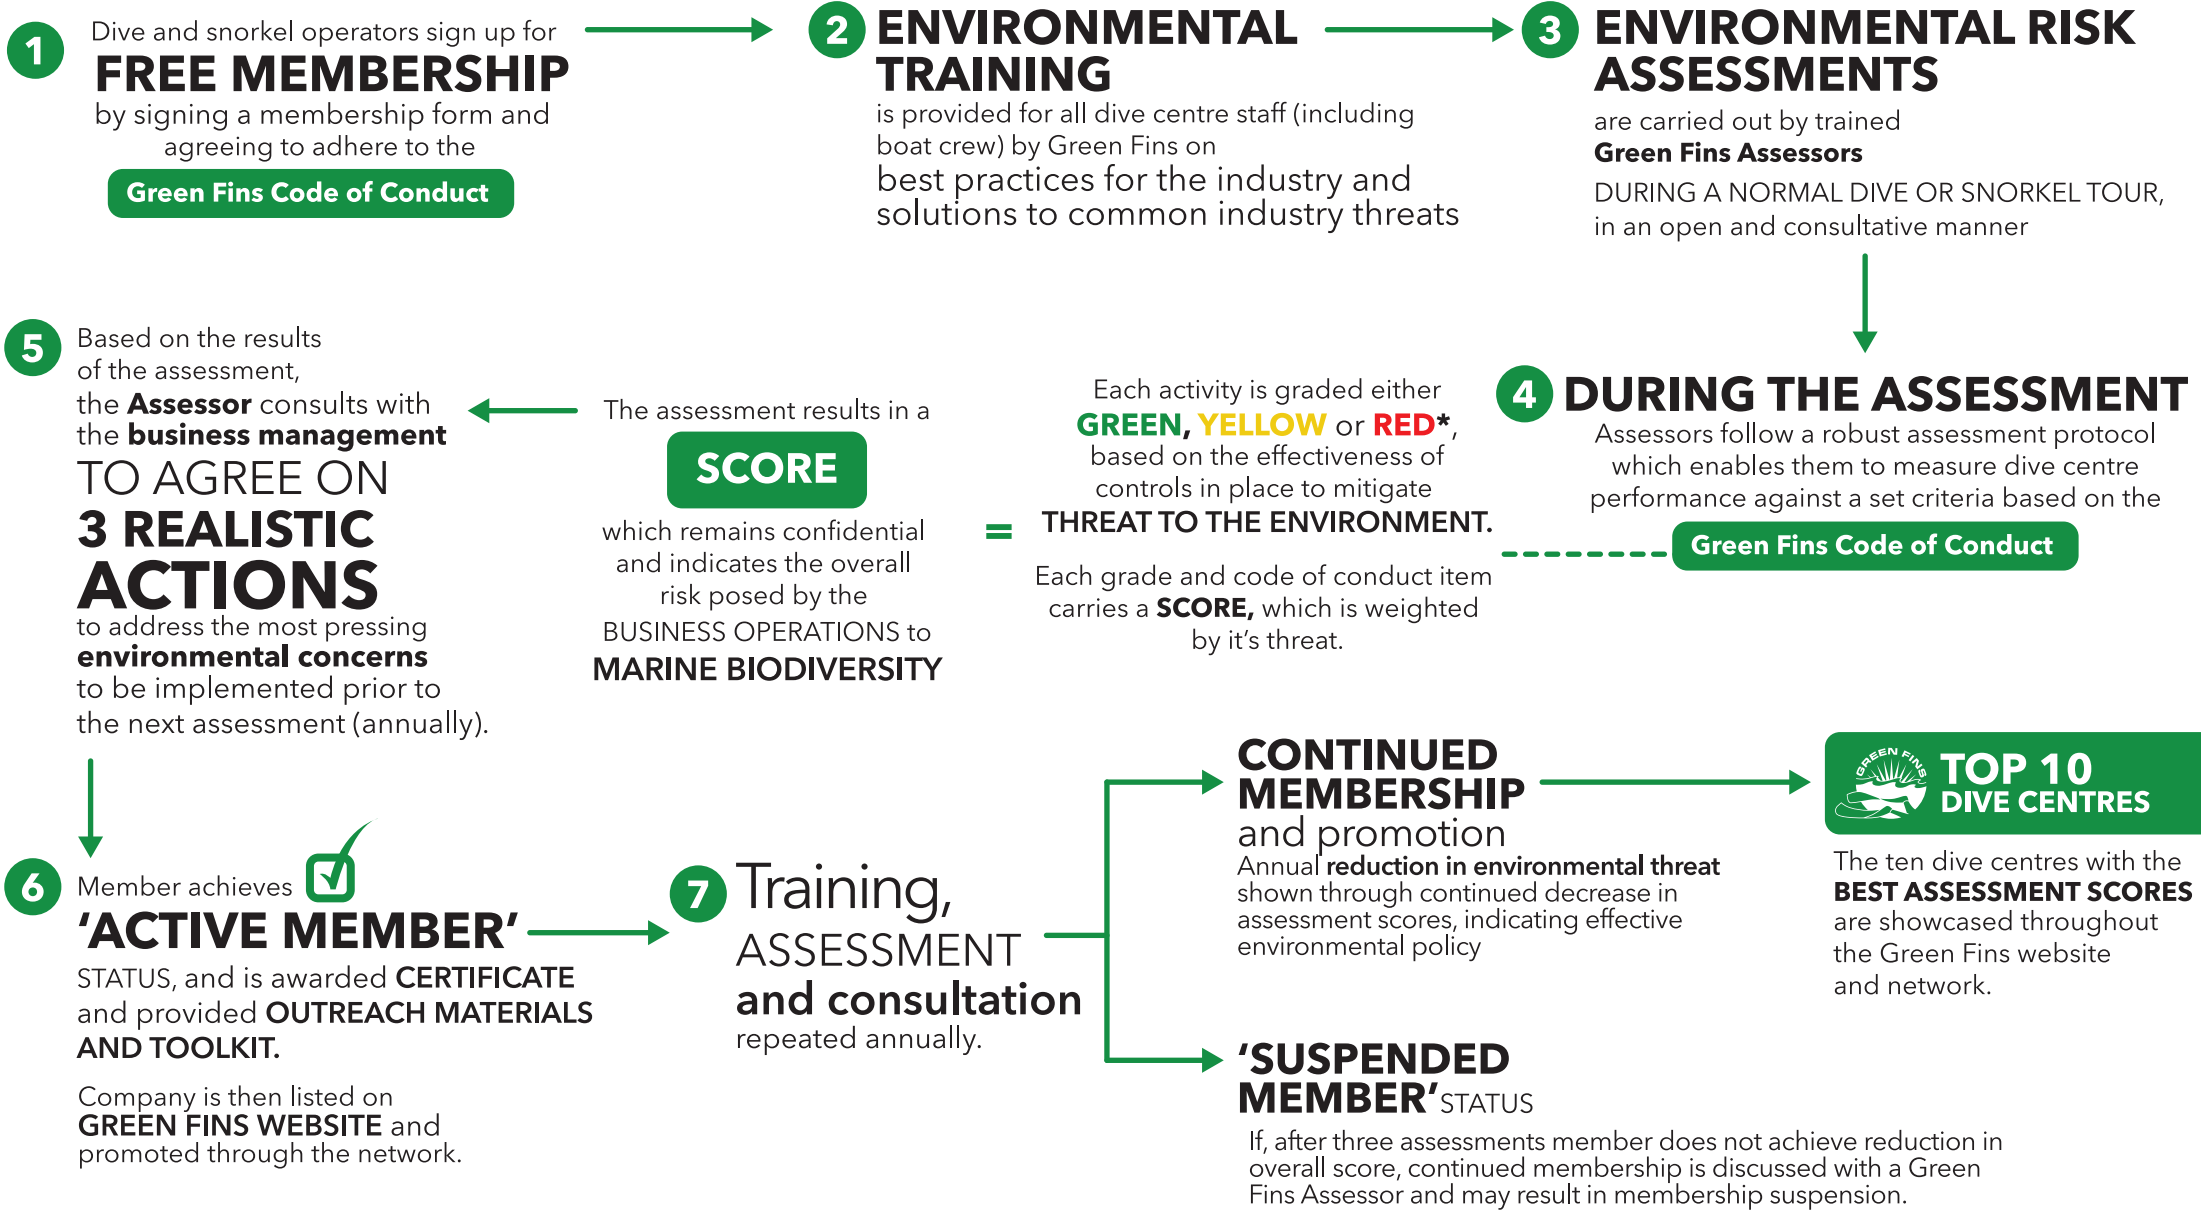 1
Dive and snorkel operators sign up for
FREE MEMBERSHIP
by signing a membership form and
agreeing to adhere to the
Green Fins Code of Conduct
2
ENVIRONMENTAL
TRAINING
is provided for all dive centre staff (including
boat crew) by Green Fins on
best practices for the industry and
solutions to common industry threats
3
ENVIRONMENTAL RISK
ASSESSMENTS
are carried out by trained
Green Fins Assessors
DURING A NORMAL DIVE OR SNORKEL TOUR,
in an open and consultative manner
4
DURING THE ASSESSMENT
Assessors follow a robust assessment protocol
which enables them to measure dive centre
performance against a set criteria based on the
Green Fins Code of Conduct
Each activity is graded either
GREEN, YELLOW or RED*,
based on the effectiveness of
controls in place to mitigate
THREAT TO THE ENVIRONMENT.
Each grade and code of conduct item
carries a SCORE, which is weighted
by it's threat.
=
The assessment results in a
SCORE
which remains confidential
and indicates the overall
risk posed by the
BUSINESS OPERATIONS to
MARINE BIODIVERSITY
5
Based on the results
of the assessment,
the Assessor consults with
the business management
TO AGREE ON
3 REALISTIC
ACTIONS
to address the most pressing
environmental concerns
to be implemented prior to
the next assessment (annually).
6
Member achieves
'ACTIVE MEMBER'
STATUS, and is awarded CERTIFICATE
and provided OUTREACH MATERIALS
AND TOOLKIT.
Company is then listed on
GREEN FINS WEBSITE and
promoted through the network.
7
Training,
ASSESSMENT
and consultation
repeated annually.
CONTINUED
MEMBERSHIP
and promotion
Annual reduction in environmental threat
shown through continued decrease in
assessment scores, indicating effective
environmental policy
GREEN FINS
TOP 10
DIVE CENTRES
The ten dive centres with the
BEST ASSESSMENT SCORES
are showcased throughout
the Green Fins website
and network.
'SUSPENDED
MEMBER' STATUS
If, after three assessments member does not achieve reduction in
overall score, continued membership is discussed with a Green
Fins Assessor and may result in membership suspension.